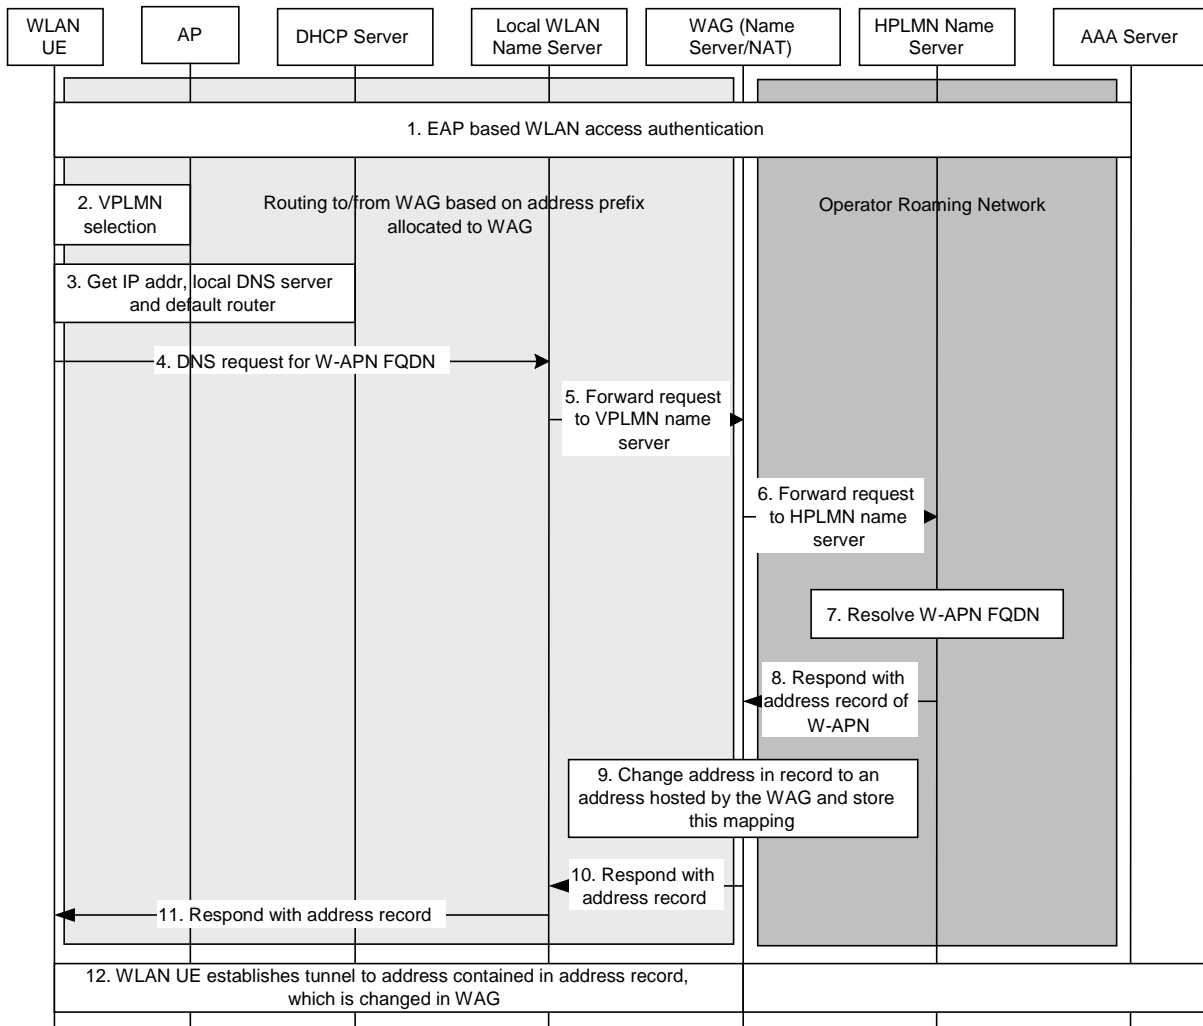 WLAN
UE
AP
DHCP Server
Local WLAN
Name Server
WAG (Name
Server/NAT)
HPLMN Name
Server
AAA Server
1. EAP based WLAN access authentication
2. VPLMN
selection
Routing to/from WAG based on address prefix
allocated to WAG
Operator Roaming Network
3. Get IP addr, local DNS server
and default router
4. DNS request for W-APN FQDN
5. Forward request
to VPLMN name
server
6. Forward request
to HPLMN name
server
7. Resolve W-APN FQDN
8. Respond with
address record of
W-APN
9. Change address in record to an
address hosted by the WAG and store
this mapping
10. Respond with
address record
11. Respond with address record
12. WLAN UE establishes tunnel to address contained in address record,
which is changed in WAG